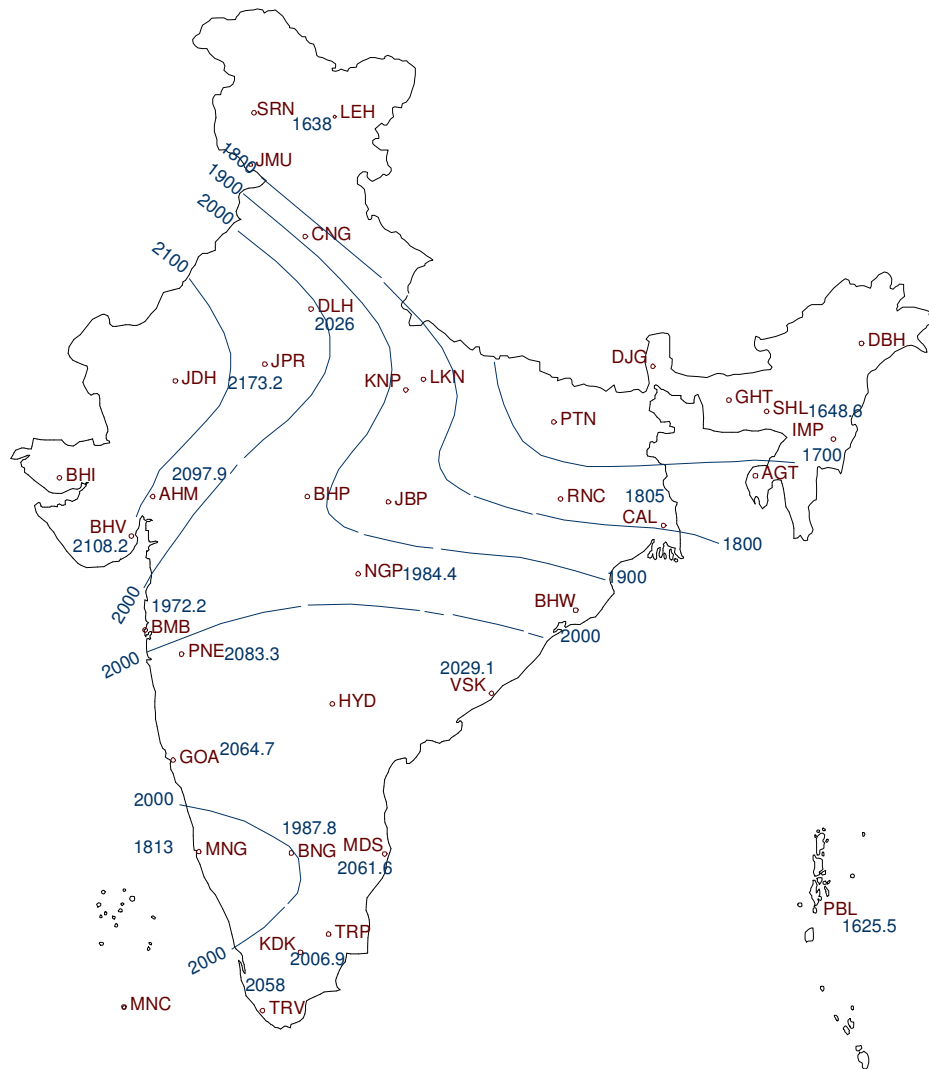 SRN
LEH
1638
JMU
1800
1900
2000
CNG
2100
DLH
2026
DJG
DBH
JPR
JDH
2173.2
KNP
LKN
GHT
SHL
1648.6
IMP
PTN
1700
BHI
2097.9
AHM
BHP
JBP
RNC
1805
AGT
CAL
BHV
2108.2
1800
NGP
1984.4
1900
2000
1972.2
BMB
BHW
2000
2000
PNE
2083.3
2029.1
VSK
HYD
GOA
2064.7
2000
1987.8
1813
MNG
BNG
MDS
2061.6
PBL
1625.5
2000
KDK
TRP
2006.9
2058
MNC
TRV